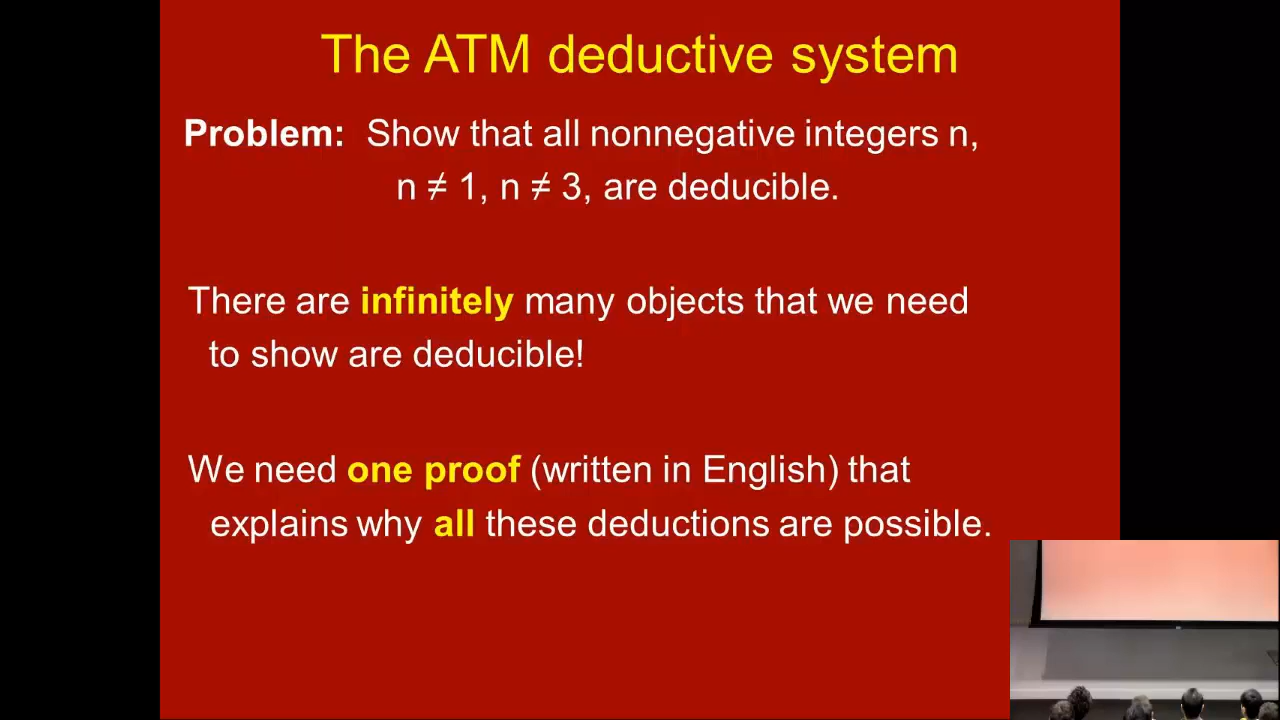 The ATM deductive system
Problem: Show that all nonnegative integers n,
n ≠ 1, n ≠ 3, are deducible.
There are infinitely many objects that we need
to show are deducible!
We need one proof (written in English) that
explains why all these deductions are possible.